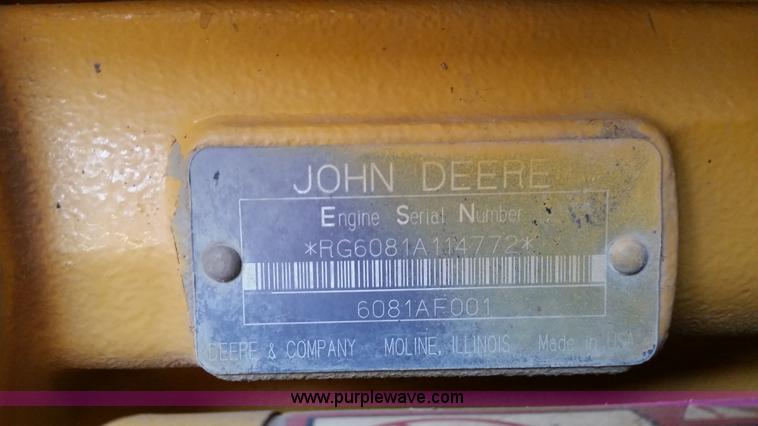 JOHN DEERE
Engine Serial Number
*RG6081A114772*
6081AF001
DEERE & COMPANY MOLINE, ILLINOIS Made in USA
www.purplewave.com